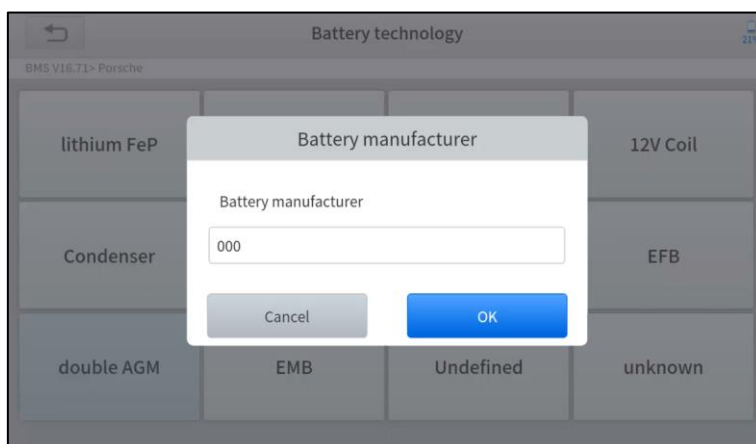 Battery technology
BMS V16.71> Porsche
lithium FeP
12V Coil
Battery manufacturer
Battery manufacturer
000
Cancel
OK
Condenser
EFB
double AGM
EMB
Undefined
unknown